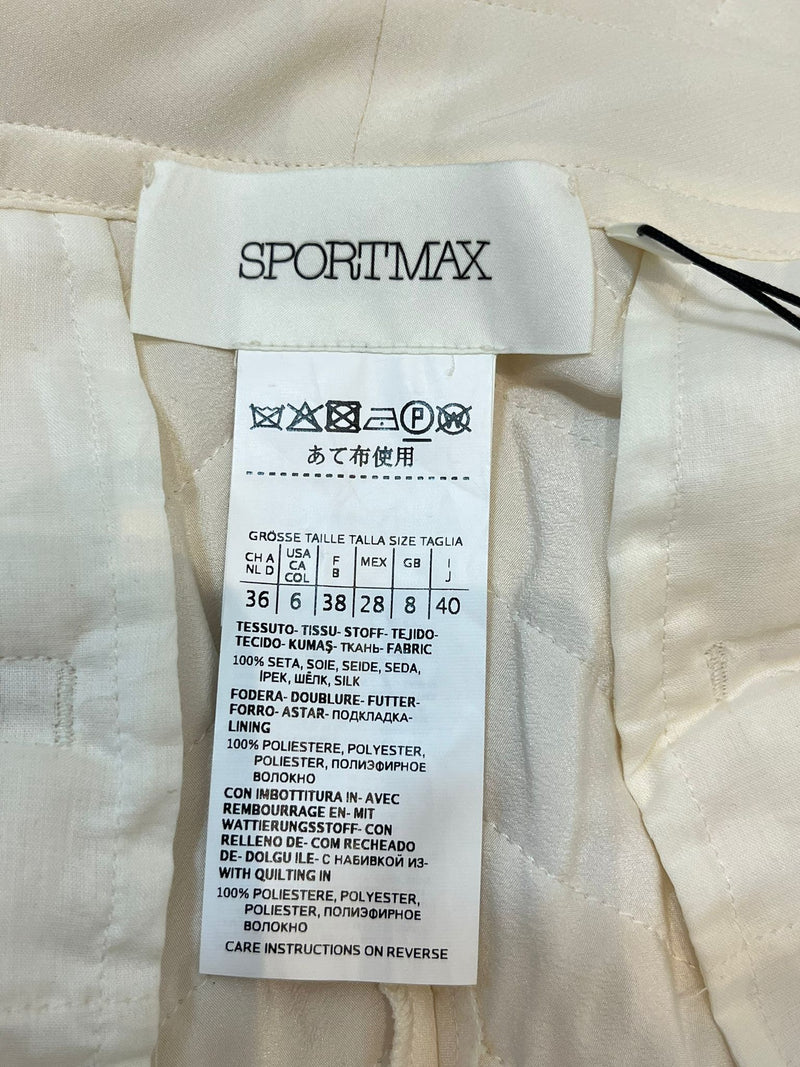 SPORTMAX
P W
あて布使用
GRÖSSE TAILLE TALLA SIZE TAGLIA
CH A NL D USA CA COL F B MEX GB I J
36 6 38 28 8 40
TESSUTO- TISSU- STOFF- TEJIDO-
TECIDO- KUMAŞ- ТКАНЬ- FABRIC
100% SETA, SOIE, SEIDE, SEDA,
İPEK, ШЁЛК, SILK
FODERA- DOUBLURE- FUTTER-
FORRO- ASTAR- ПОДКЛАДКА-
LINING
100% POLIESTERE, POLYESTER,
POLIESTER, ПОЛИЭФИРНОЕ
ВОЛОКНО
CON IMBOTTITURA IN- AVEC
REMBOURRAGE EN- MIT
WATTIERUNGSSTOFF- CON
RELLENO DE- COM RECHEADO
DE- DOLGU ILE- С НАБИВКОЙ ИЗ-
WITH QUILTING IN
100% POLIESTERE, POLYESTER,
POLIESTER, ПОЛИЭФИРНОЕ
ВОЛОКНО
CARE INSTRUCTIONS ON REVERSE